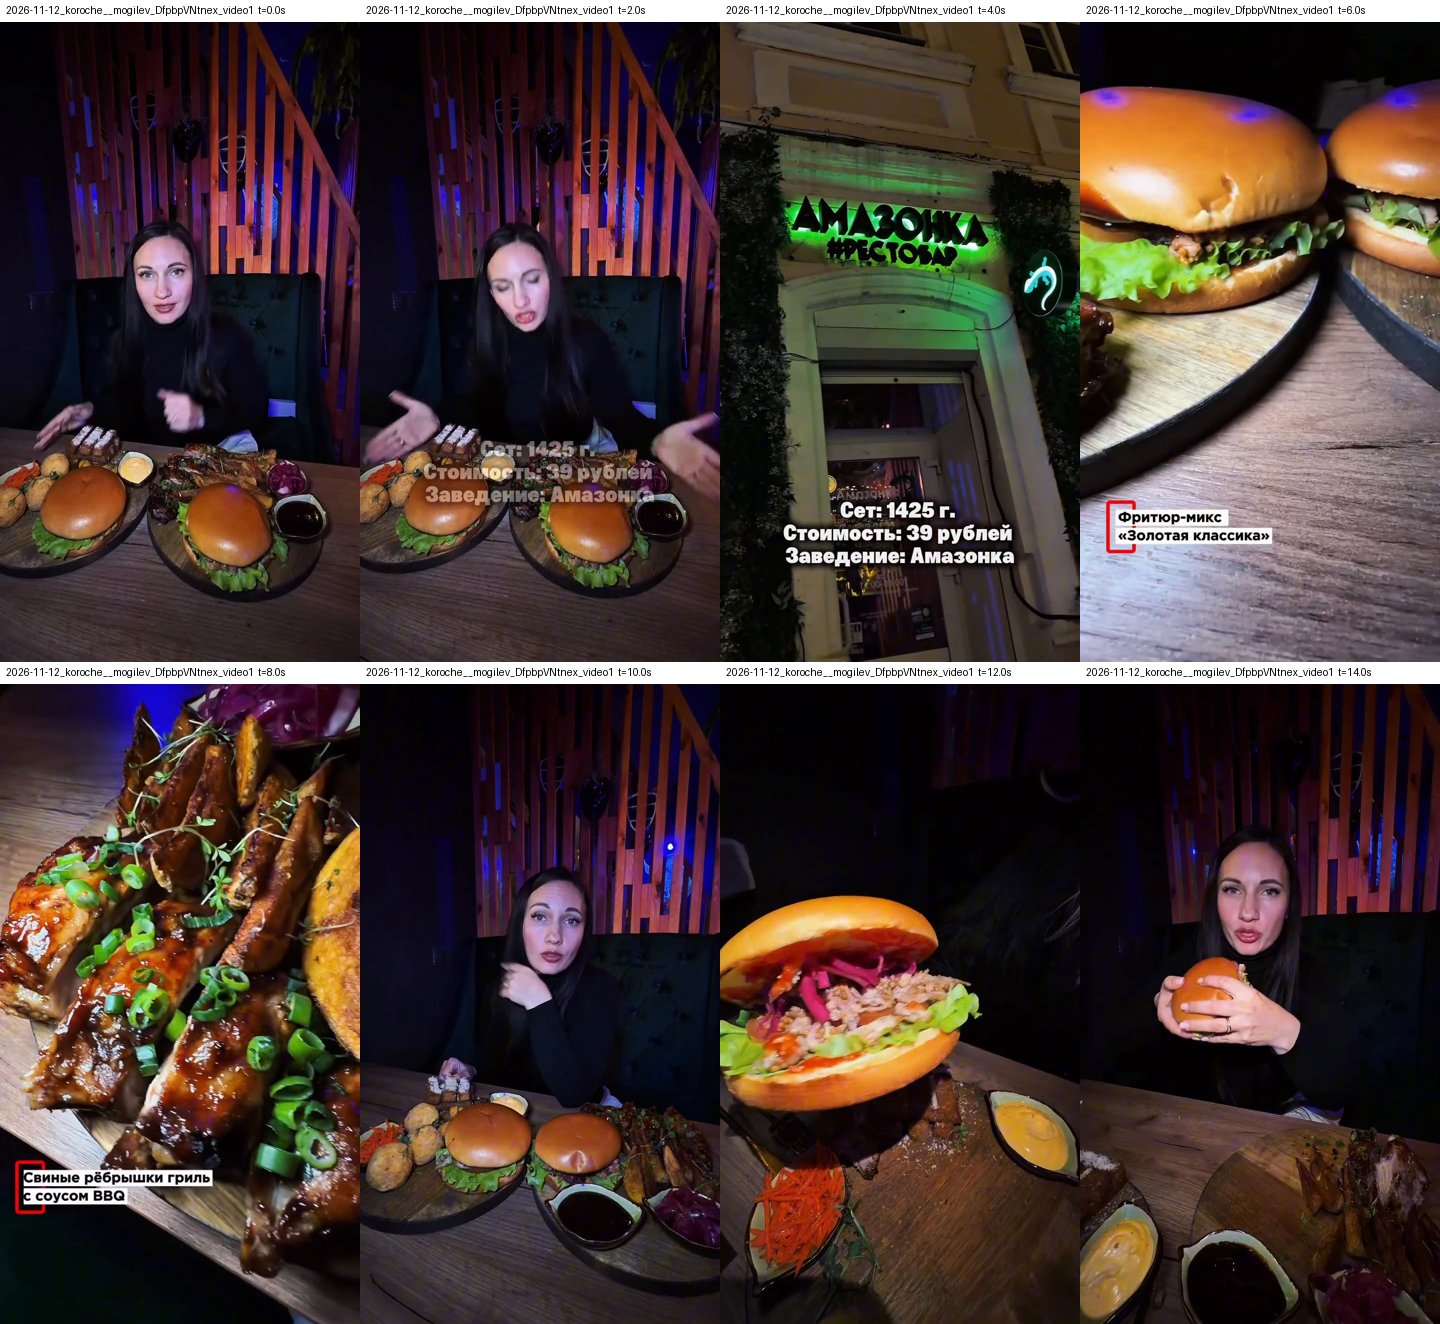 2026-11-12_koroche__mogilev_DfpbpVNtnex_video1 t=0.0s
2026-11-12_koroche__mogilev_DfpbpVNtnex_video1 t=2.0s
2026-11-12_koroche__mogilev_DfpbpVNtnex_video1 t=4.0s
2026-11-12_koroche__mogilev_DfpbpVNtnex_video1 t=6.0s
Сет: 1425 г.
Стоимость: 39 рублей
Заведение: Амазонка
АМАЗОНКА
#РЕСТОБАР
Сет: 1425 г.
Стоимость: 39 рублей
Заведение: Амазонка
Фритюр-микс
«Золотая классика»
2026-11-12_koroche__mogilev_DfpbpVNtnex_video1 t=8.0s
2026-11-12_koroche__mogilev_DfpbpVNtnex_video1 t=10.0s
2026-11-12_koroche__mogilev_DfpbpVNtnex_video1 t=12.0s
2026-11-12_koroche__mogilev_DfpbpVNtnex_video1 t=14.0s
Свиные рёбрышки гриль
с соусом BBQ